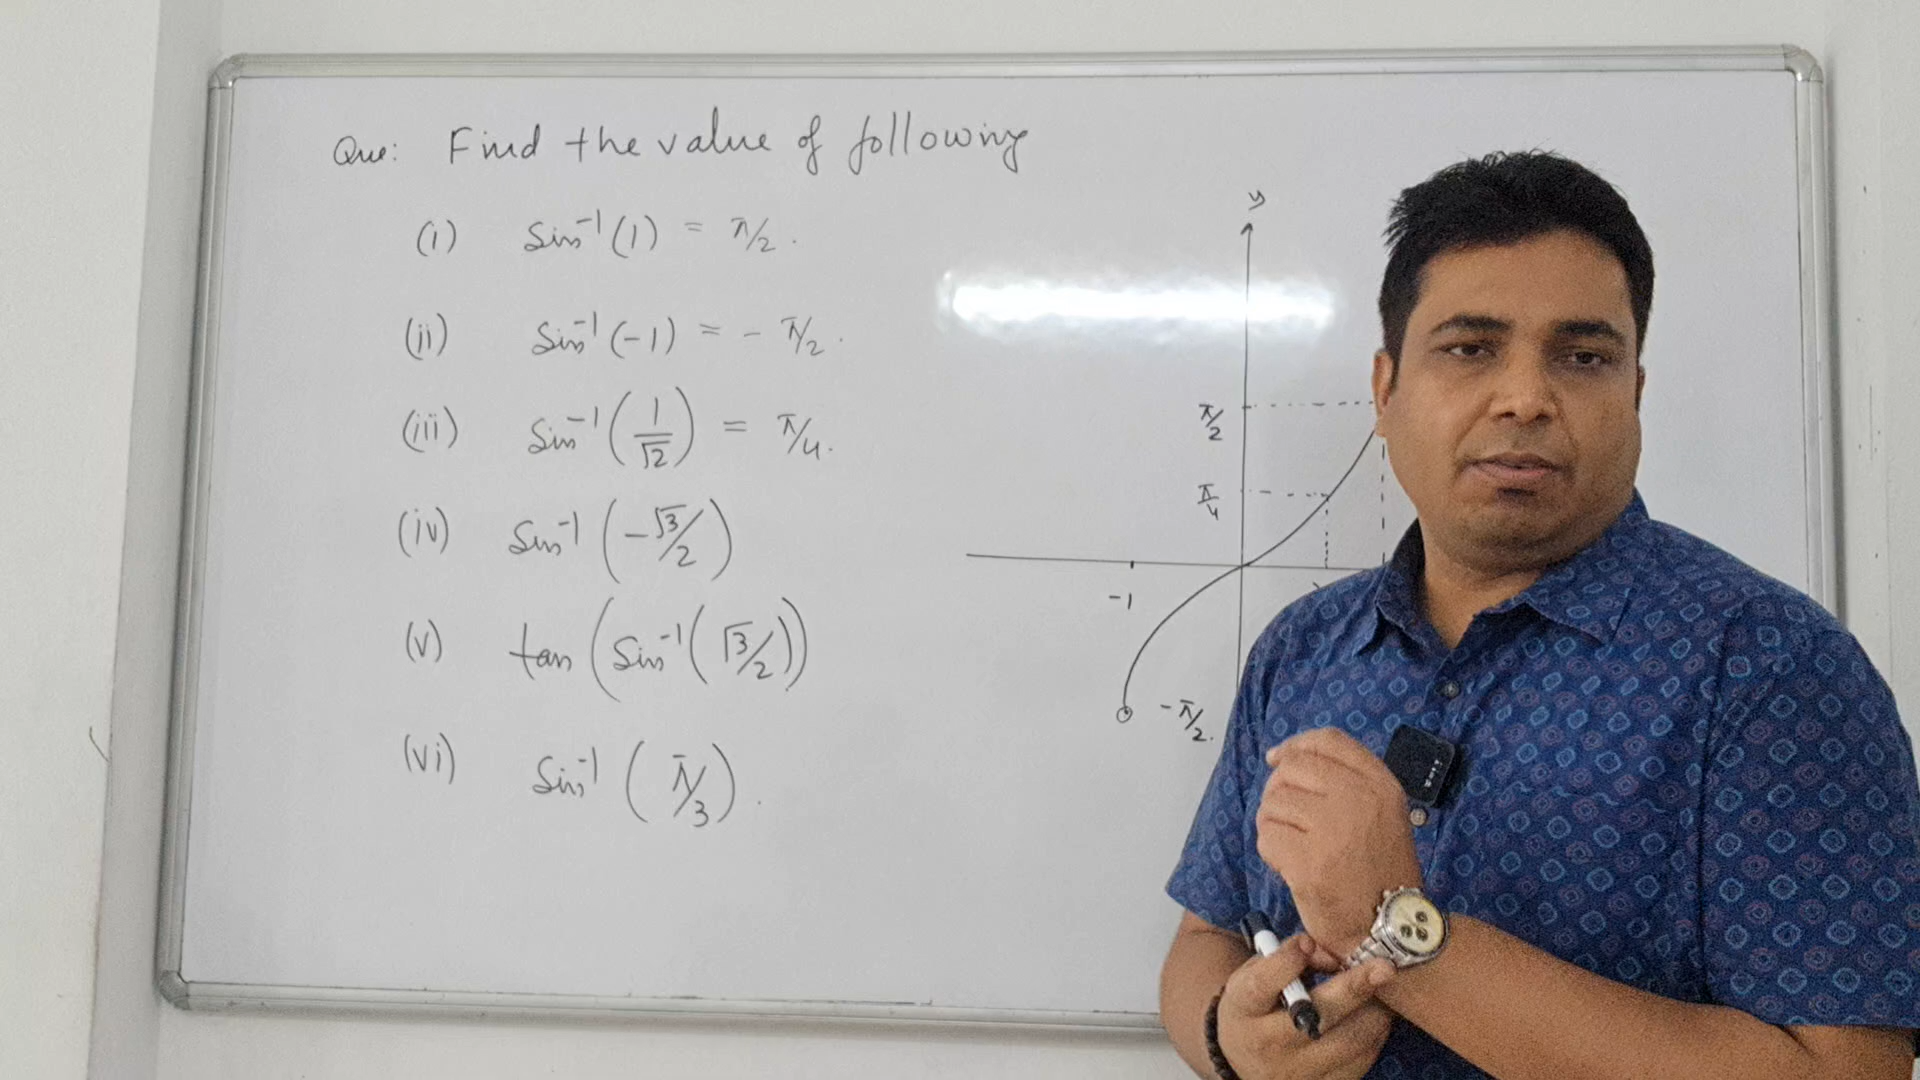 Que: Find the value of following
(i) Sin⁻¹(1) = π/2.
(ii) Sin⁻¹(-1) = - π/2.
(iii) Sin⁻¹(1/√2) = π/4.
(iv) Sin⁻¹(-√3/2)
(v) tan(Sin⁻¹(√3/2))
(vi) Sin⁻¹(π/3).
y
π/2
π/4
-1
-π/2.